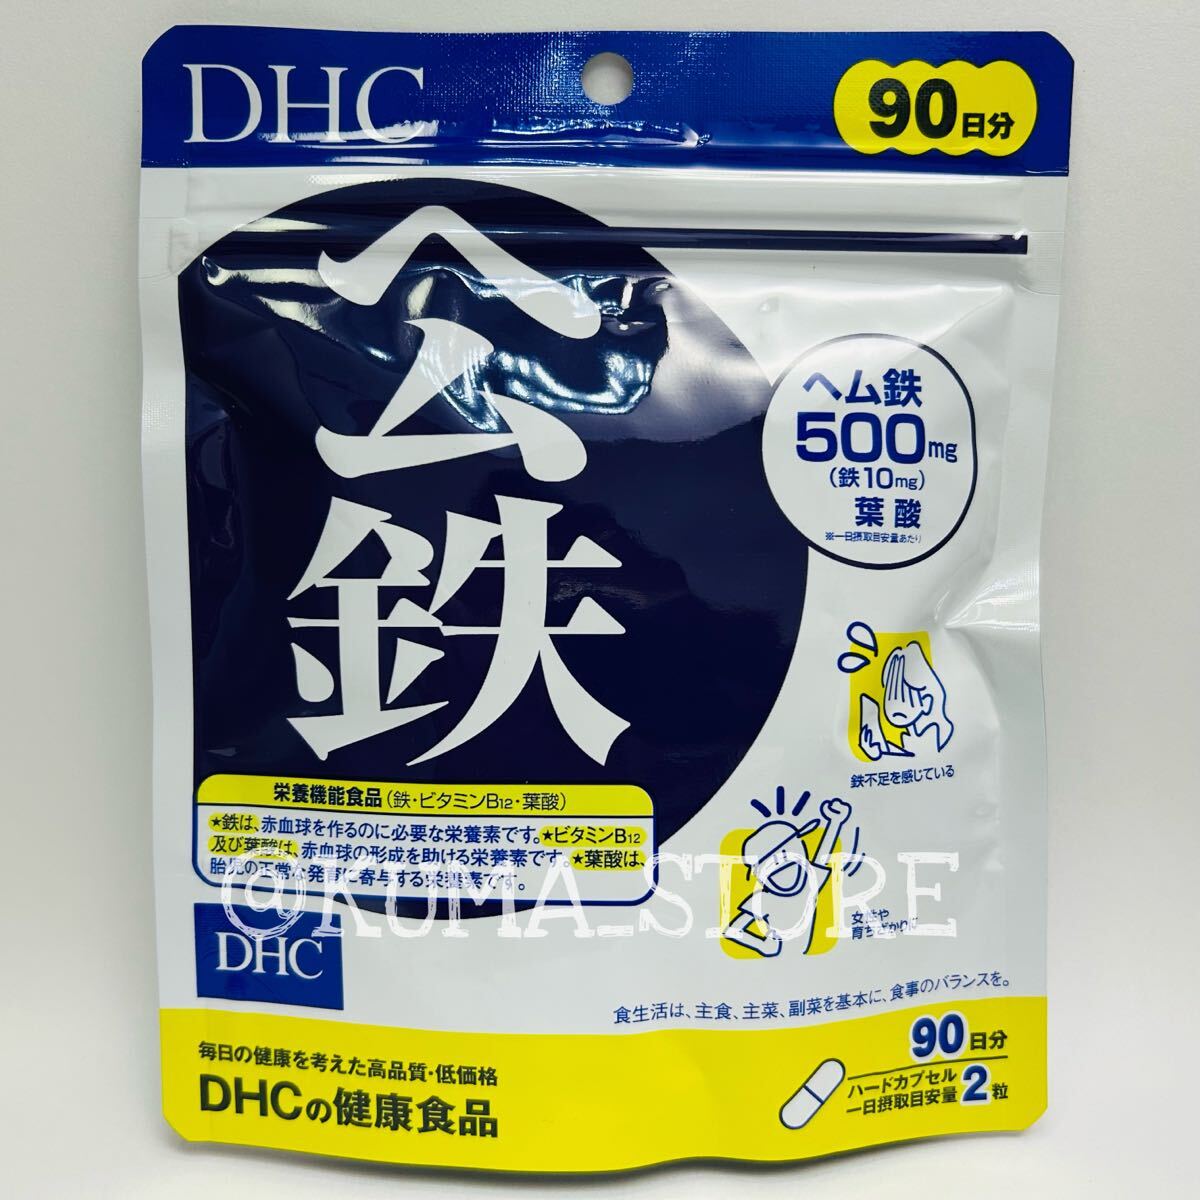 DHC
90日分
ヘム鉄
ヘム鉄
500mg
(鉄10mg)
葉酸
※一日摂取目安量あたり
鉄不足を感じている
栄養機能食品(鉄・ビタミンB12・葉酸)
★鉄は、赤血球を作るのに必要な栄養素です。★ビタミンB12
及び葉酸は、赤血球の形成を助ける栄養素です。★葉酸は、
胎児の正常な発育に寄与する栄養素です。
@KUMA_STORE
女性や
育ちざかりに
DHC
食生活は、主食、主菜、副菜を基本に、食事のバランスを。
毎日の健康を考えた高品質・低価格
DHCの健康食品
90日分
ハードカプセル
一日摂取目安量 2粒